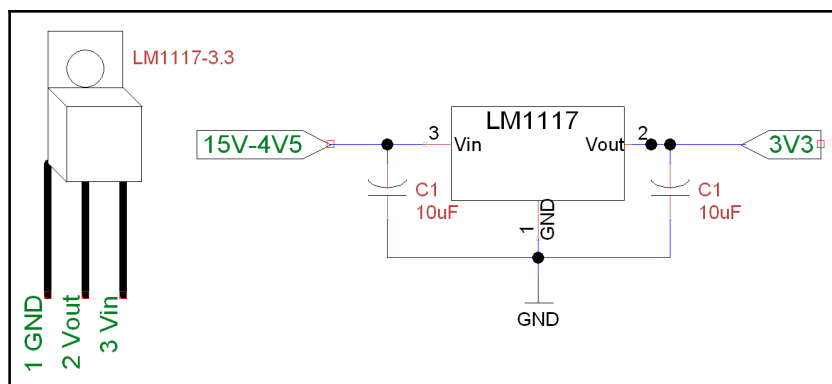 LM1117-3.3
1 GND
2 Vout
3 Vin
15V-4V5
3
Vin
LM1117
Vout
2
3V3
C1
10uF
1
GND
C1
10uF
GND